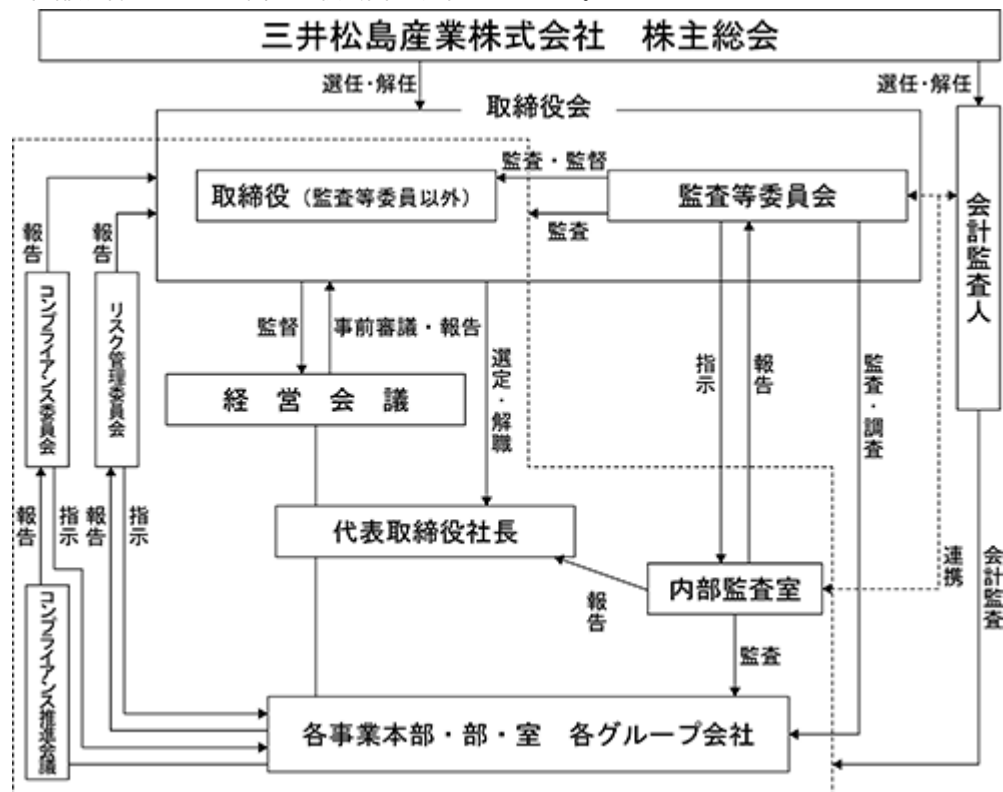 三井松島産業株式会社　株主総会
選任・解任
選任・解任
取締役会
監査・監督
取締役（監査等委員以外）
監査等委員会
監査
会計監査人
報告
報告
コンプライアンス委員会
リスク管理委員会
監督
事前審議・報告
選定・解職
指示
報告
監査・調査
経　営　会　議
報告
指示
報告
指示
代表取締役社長
連携
会計監査
内部監査室
報告
コンプライアンス推進会議
監査
各事業本部・部・室　各グループ会社